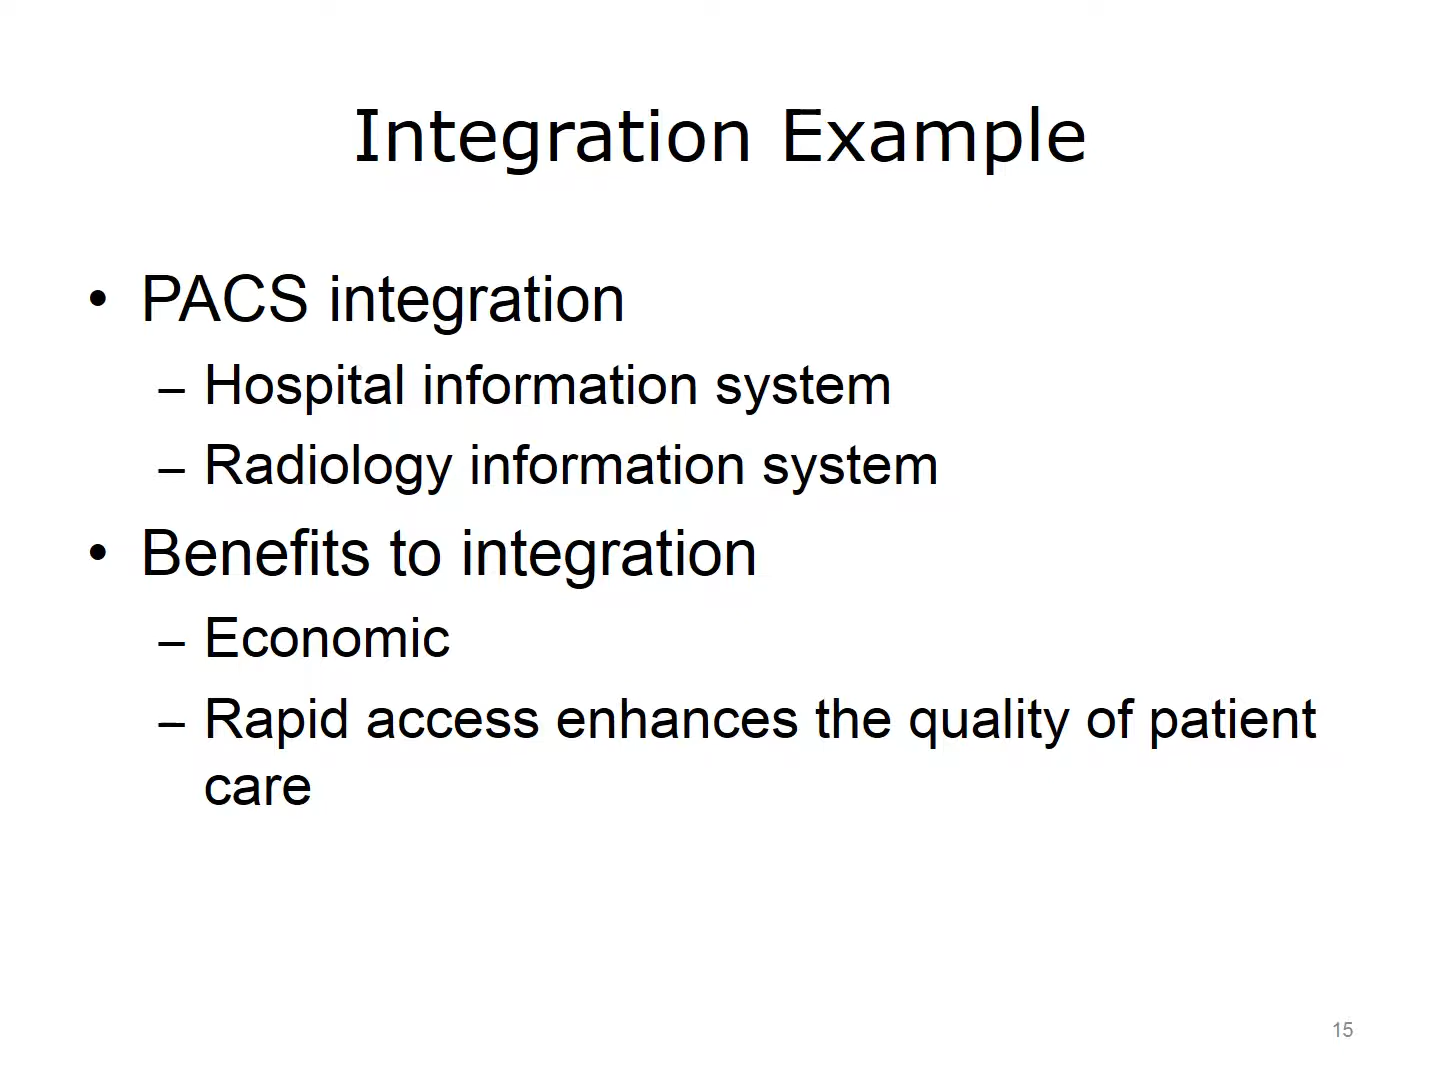 Integration Example
• PACS integration
– Hospital information system
– Radiology information system
• Benefits to integration
– Economic
– Rapid access enhances the quality of patient
care
15